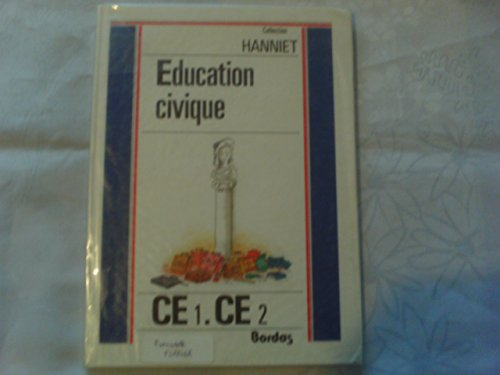 Collection
HANNIET
Education
civique
CE 1. CE 2
Bordas